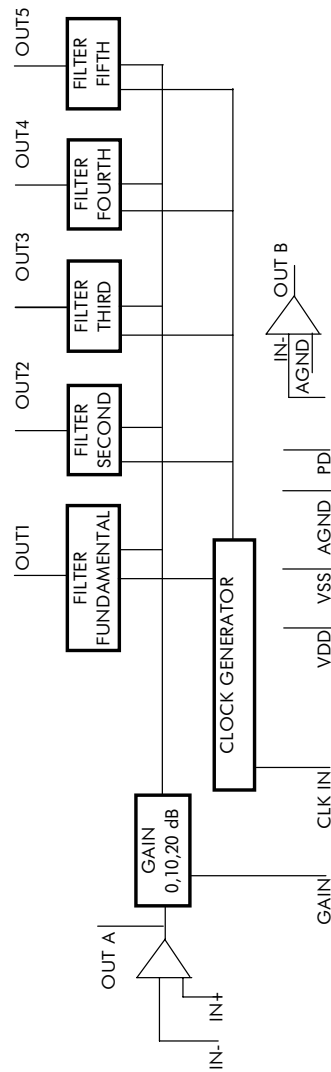 OUT1
OUT2
OUT3
OUT4
OUT5
FILTER
FUNDAMENTAL
FILTER
SECOND
FILTER
THIRD
FILTER
FOURTH
FILTER
FIFTH
OUT A
GAIN
0,10,20 dB
CLOCK GENERATOR
IN-
AGND
OUT B
IN-
IN+
GAIN
CLK IN
VDD
VSS
AGND
PD